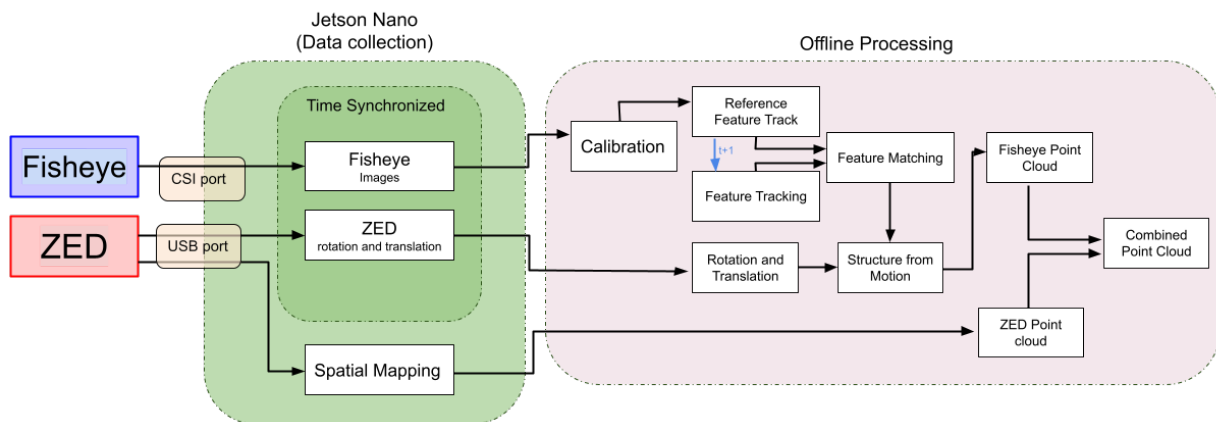 Jetson Nano
(Data collection)
Offline Processing
Time Synchronized
Fisheye
CSI port
Fisheye
Images
ZED
USB port
ZED
rotation and translation)
Spatial Mapping
Calibration
Reference
Feature Track
t+1
Feature Tracking
Feature Matching
Rotation and
Translation
Structure from
Motion
Fisheye Point
Cloud
ZED Point
cloud
Combined
Point Cloud